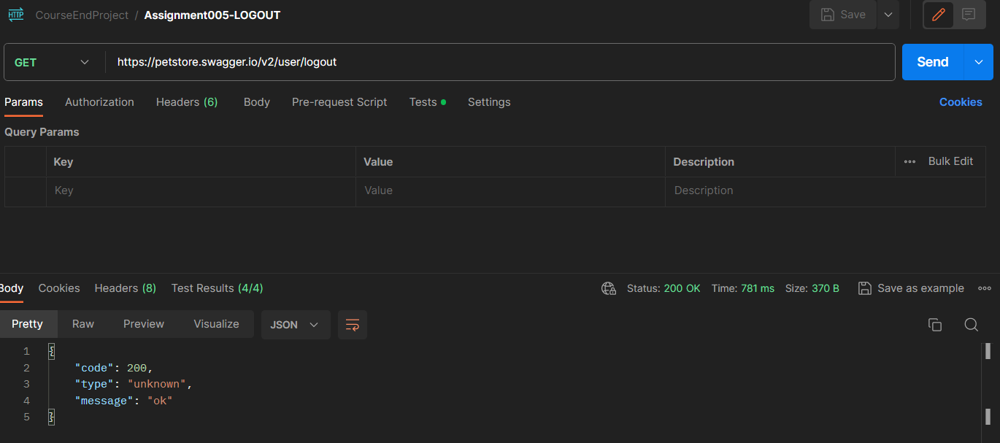 HTTP CourseEndProject / Assignment005-LOGOUT Save
GET https://petstore.swagger.io/v2/user/logout Send
Params Authorization Headers (6) Body Pre-request Script Tests Settings Cookies
Query Params
Key Value Description Bulk Edit
Key Value Description
Body Cookies Headers (8) Test Results (4/4) Status: 200 OK Time: 781 ms Size: 370 B Save as example
Pretty Raw Preview Visualize JSON
1 {
2 "code": 200,
3 "type": "unknown",
4 "message": "ok"
5 }